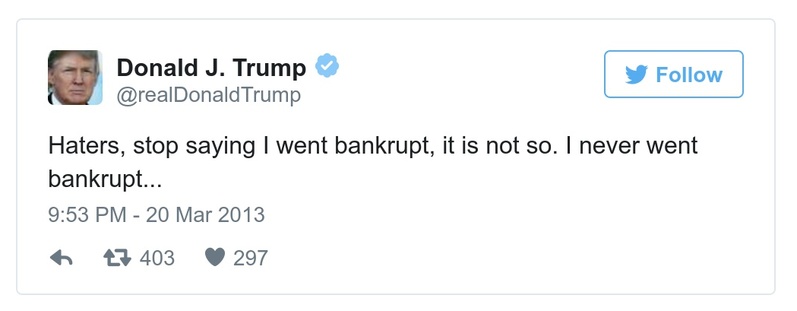 Donald J. Trump
@realDonaldTrump
Follow
Haters, stop saying I went bankrupt, it is not so. I never went
bankrupt...
9:53 PM - 20 Mar 2013
403 297